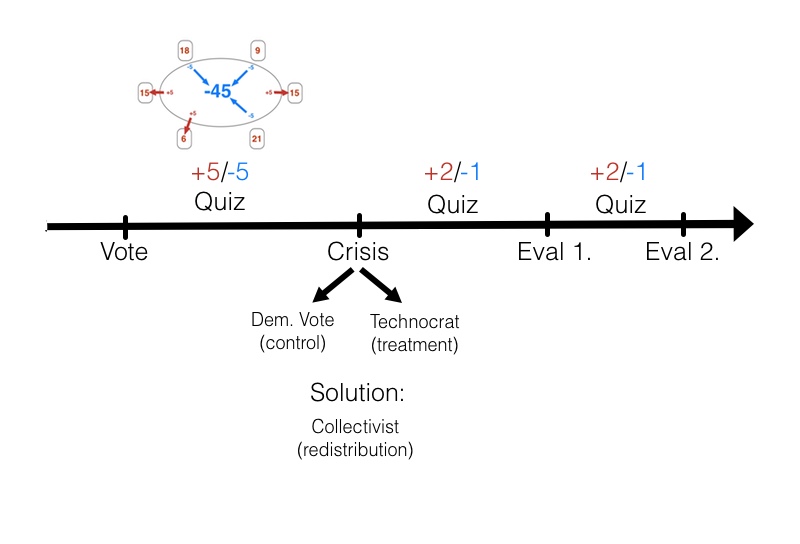 18
9
-5
-5
15
+5
-45
+5
15
+5
-5
6
21
+5/-5
+2/-1
+2/-1
Quiz
Quiz
Quiz
Vote
Crisis
Eval 1.
Eval 2.
Dem. Vote
(control)
Technocrat
(treatment)
Solution:
Collectivist
(redistribution)